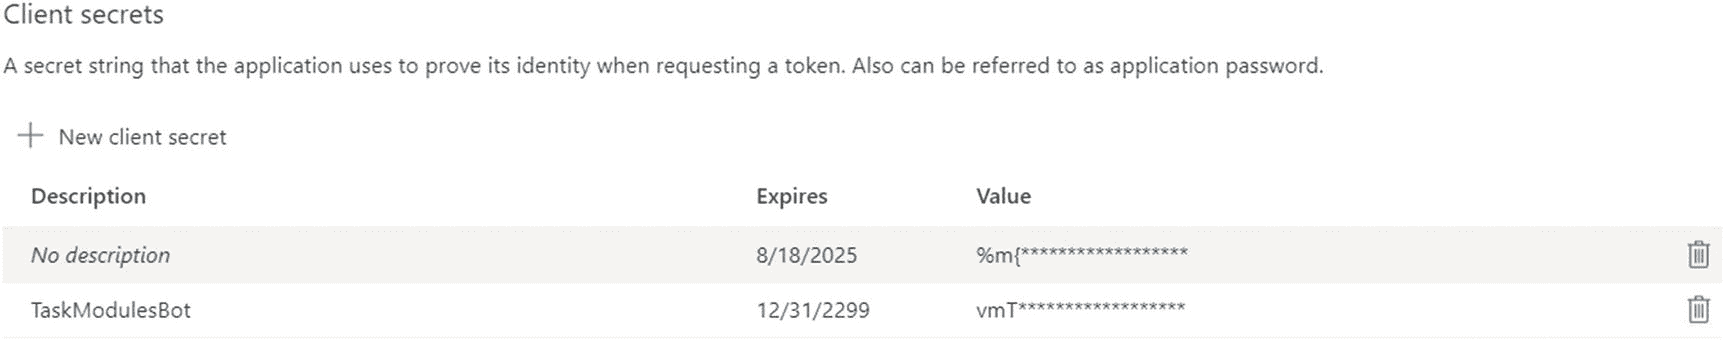 Client secrets
A secret string that the application uses to prove its identity when requesting a token. Also can be referred to as application password.
New client secret
Description Expires Value
No description 8/18/2025 %m{******************
TaskModulesBot 12/31/2299 vmT******************